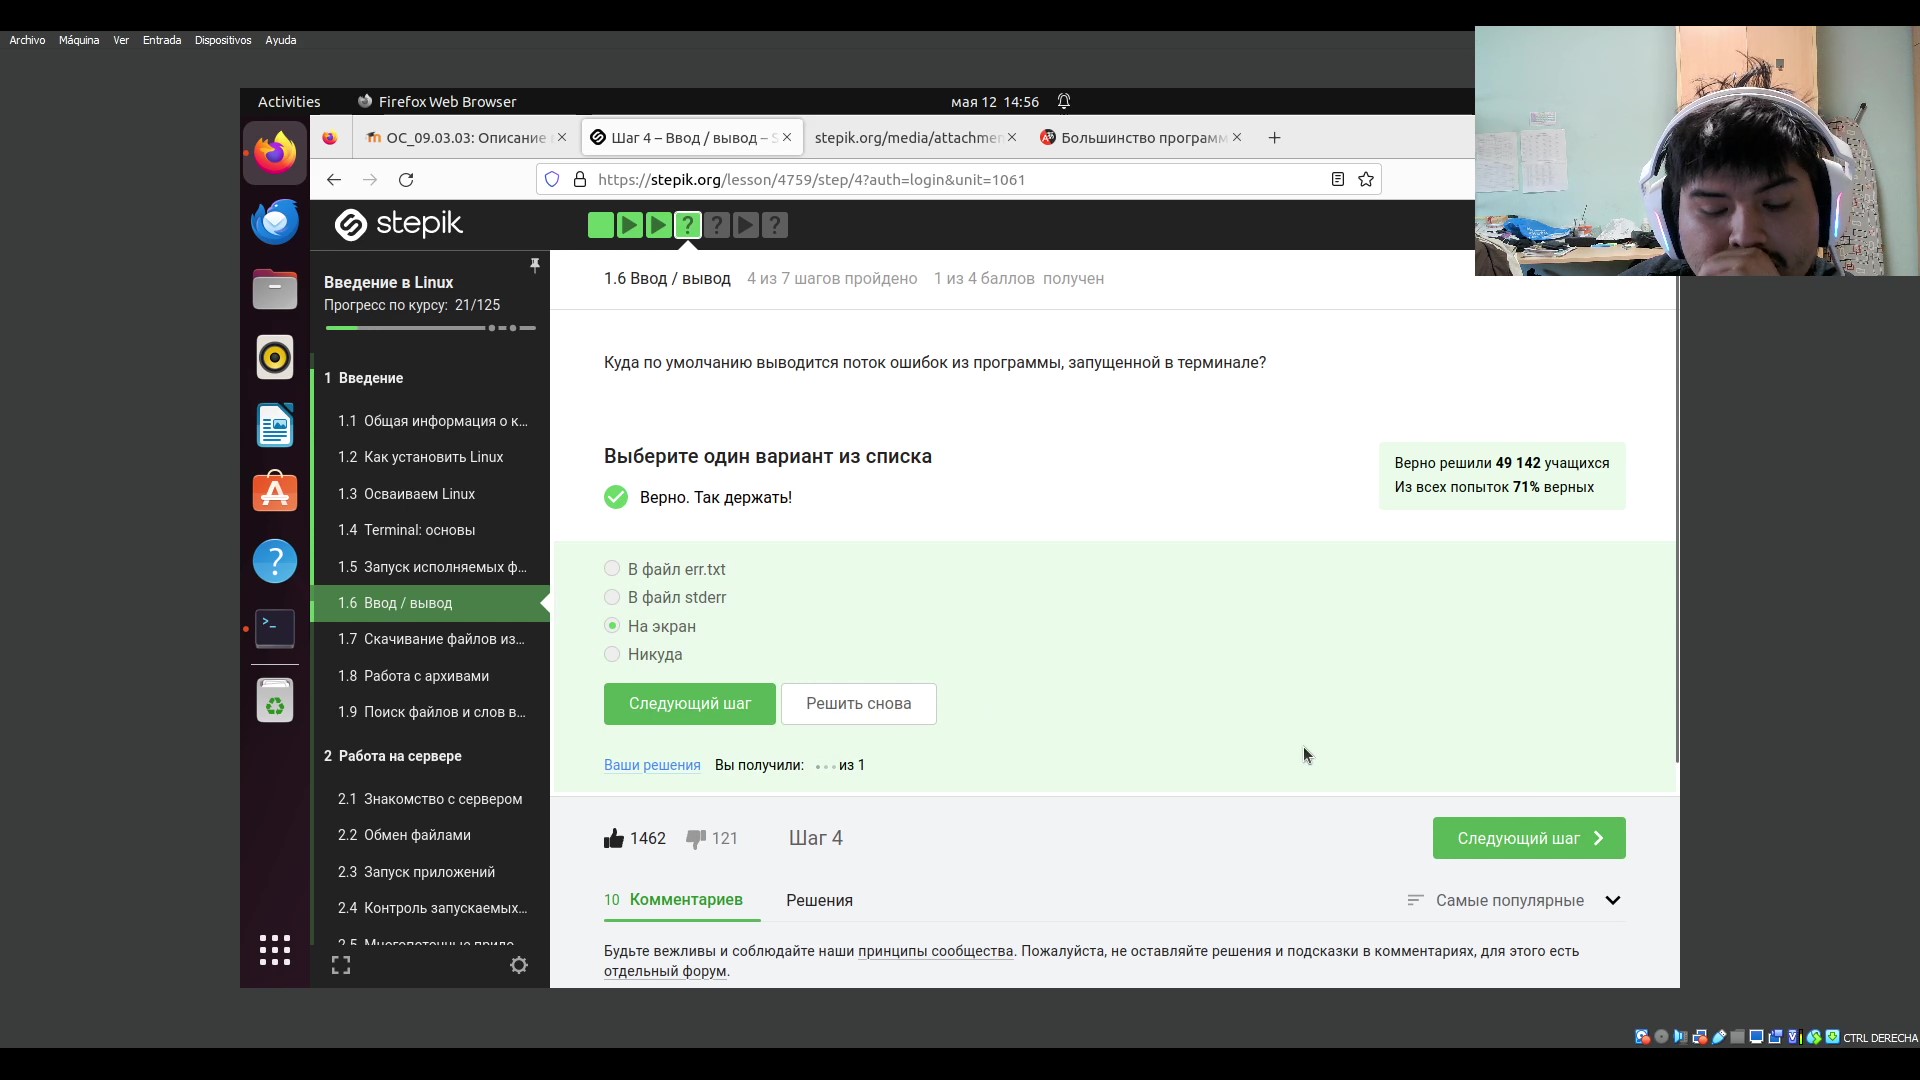 Archivo Máquina Ver Entrada Dispositivos Ayuda
Activities Firefox Web Browser мая 12 14:56
ОС_09.03.03: Описание Шаг 4 – Ввод / вывод – stepik.org/media/attachmen Большинство программ
https://stepik.org/lesson/4759/step/4?auth=login&unit=1061
stepik
Введение в Linux
Прогресс по курсу: 21/125
1 Введение
1.1 Общая информация о к...
1.2 Как установить Linux
1.3 Осваиваем Linux
1.4 Terminal: основы
1.5 Запуск исполняемых ф...
1.6 Ввод / вывод
1.7 Скачивание файлов из...
1.8 Работа с архивами
1.9 Поиск файлов и слов в...
2 Работа на сервере
2.1 Знакомство с сервером
2.2 Обмен файлами
2.3 Запуск приложений
2.4 Контроль запускаемых...
1.6 Ввод / вывод 4 из 7 шагов пройдено 1 из 4 баллов получен
Куда по умолчанию выводится поток ошибок из программы, запущенной в терминале?
Выберите один вариант из списка
Верно. Так держать!
Верно решили 49 142 учащихся
Из всех попыток 71% верных
В файл err.txt
В файл stderr
На экран
Никуда
Следующий шаг Решить снова
Ваши решения Вы получили: из 1
1462 121 Шаг 4 Следующий шаг
10 Комментариев Решения Самые популярные
Будьте вежливы и соблюдайте наши принципы сообщества. Пожалуйста, не оставляйте решения и подсказки в комментариях, для этого есть
отдельный форум.
CTRL DERECHA